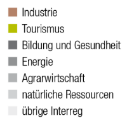 Industrie
Tourismus
Bildung und Gesundheit
Energie
Agrarwirtschaft
natürliche Ressourcen
übrige Interreg